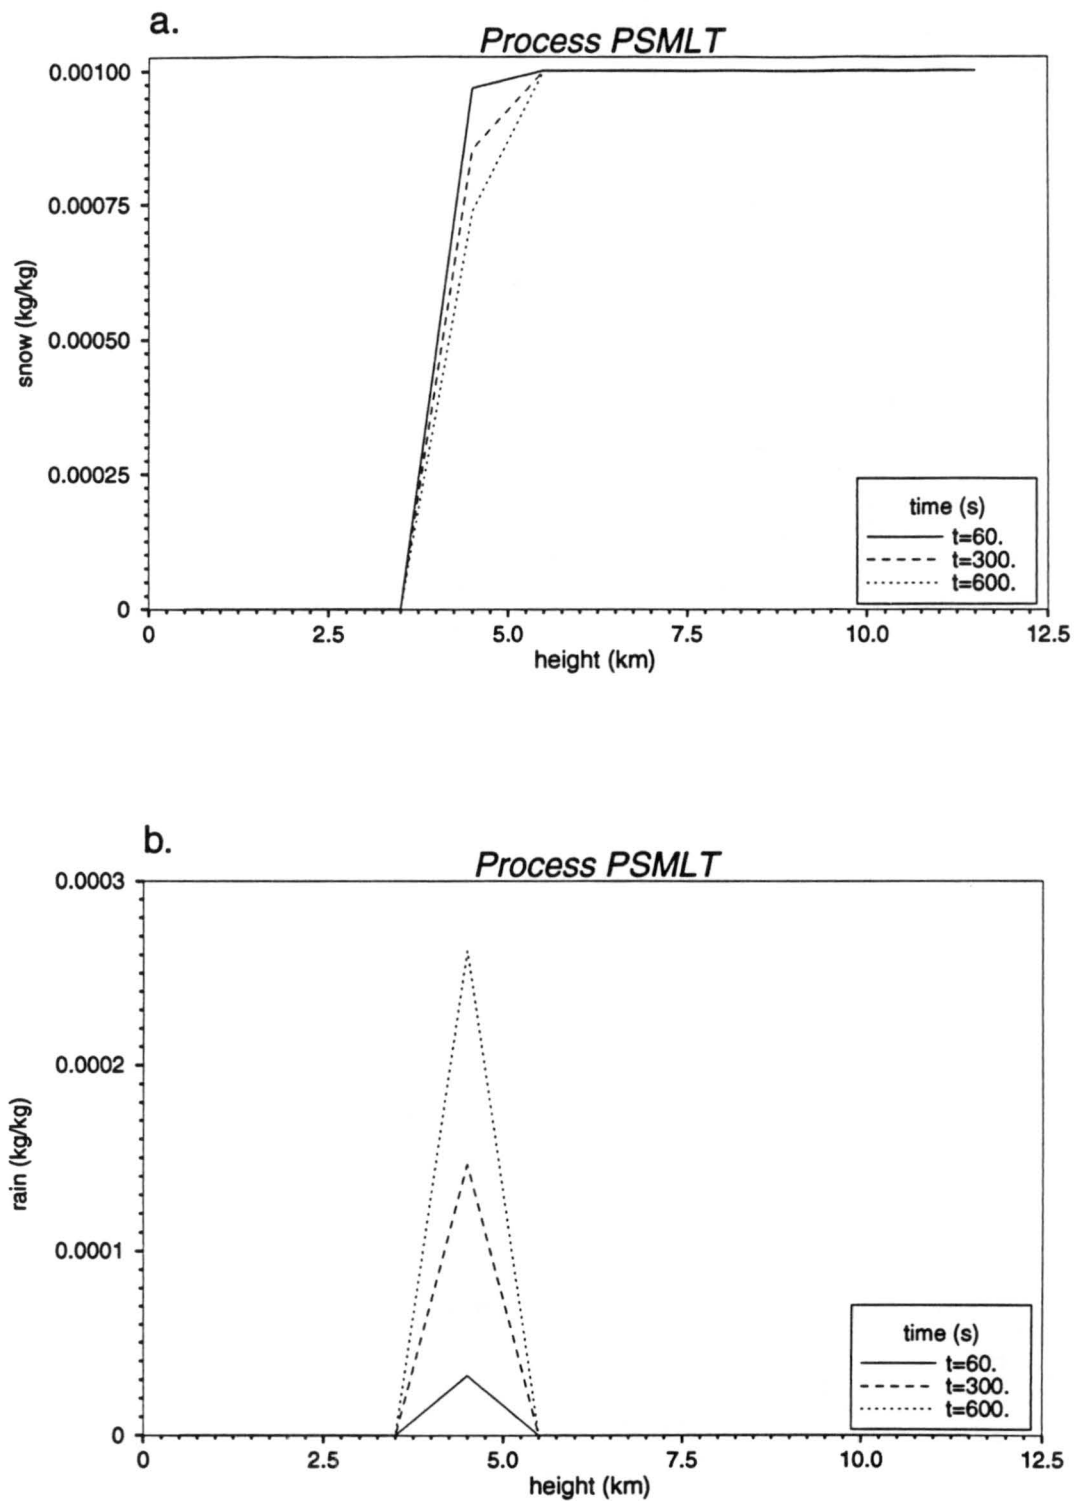 a.
Process PSMLT
0.00100
0.00075
0.00050
0.00250
0
snow (kg/kg)
0
2.5
5.0
7.5
10.0
12.5
height (km)
time (s)
t=60.
t=300.
t=600.
b.
Process PSMLT
0.0003
0.0002
0.0001
0
rain (kg/kg)
0
2.5
5.0
7.5
10.0
12.5
height (km)
time (s)
t=60.
t=300.
t=600.